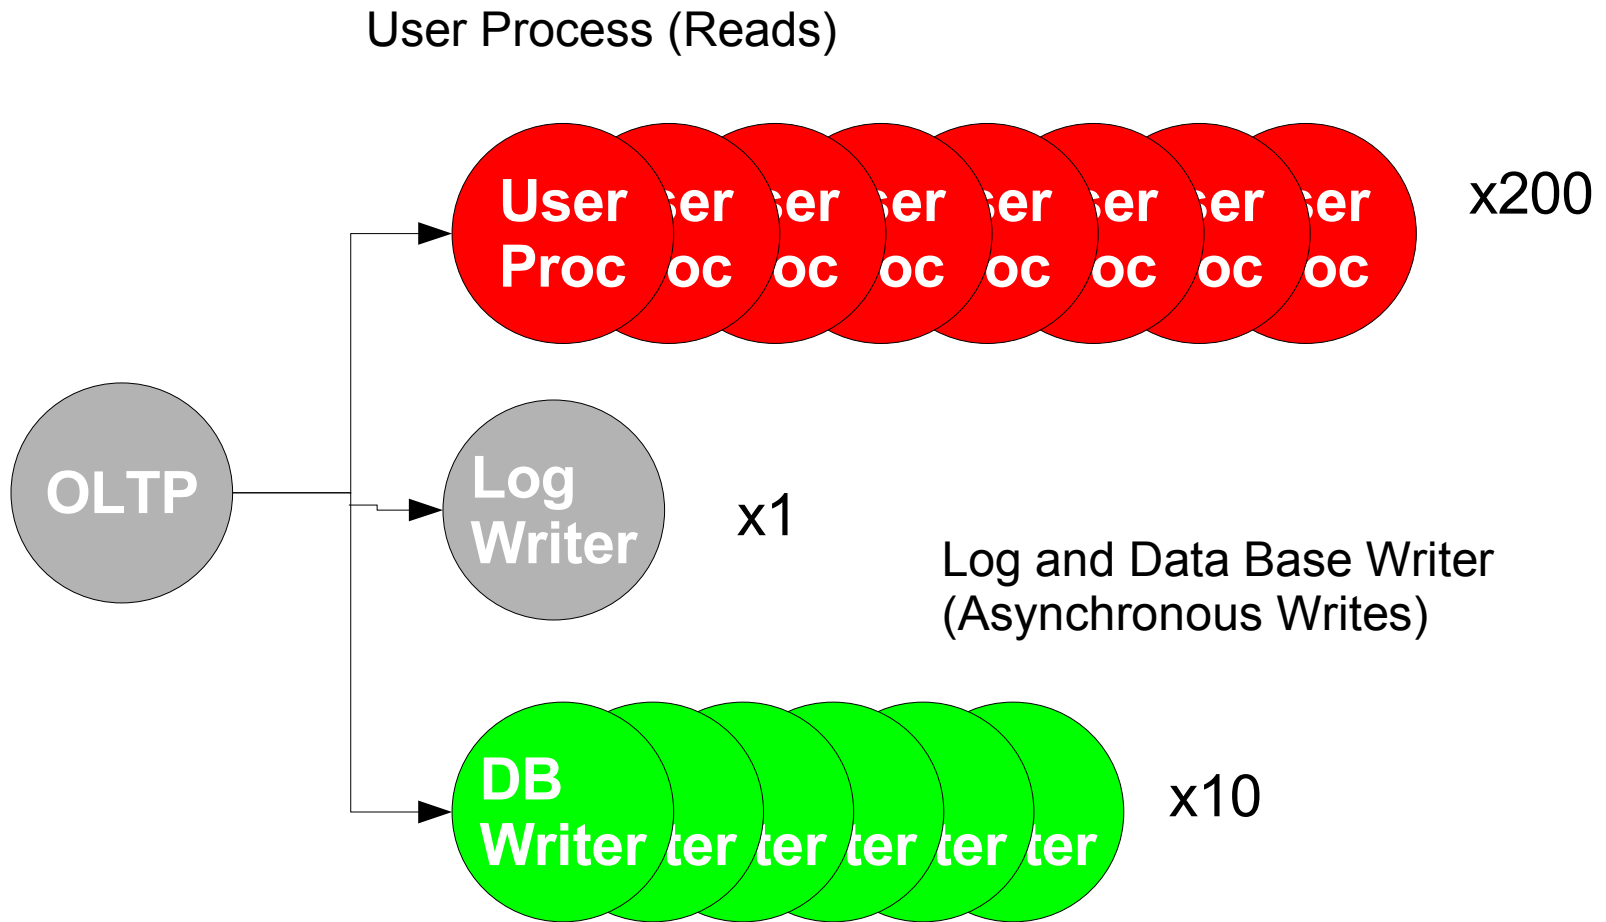 User Process (Reads)
User ser ser ser ser ser ser ser
Proc oc oc oc oc oc oc oc
x200
OLTP
Log
Writer
x1
Log and Data Base Writer
(Asynchronous Writes)
DB
Writer ter ter ter ter ter
x10